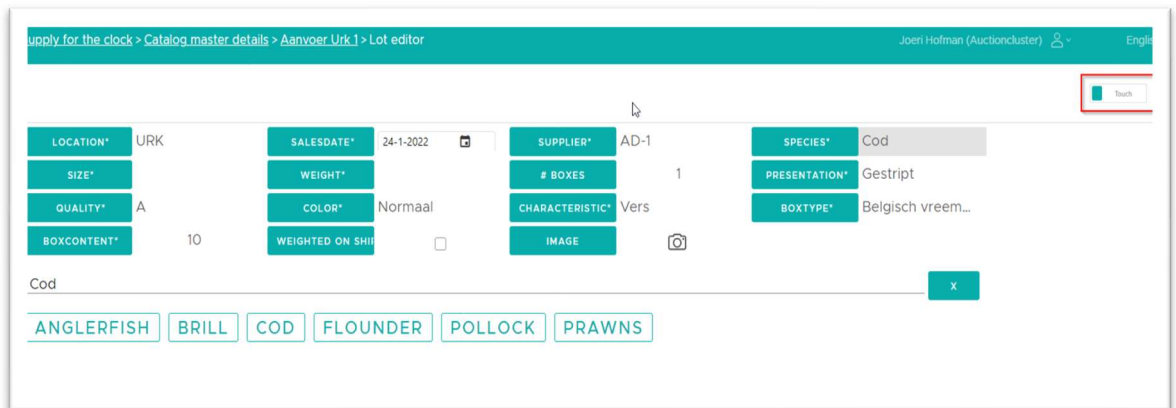 upply for the clock > Catalog master details > Aanvoer Urk 1 > Lot editor Joeri Hofman (Auctioncluster) Englis
Touch
LOCATION* URK SALESDATE* 24-1-2022 SUPPLIER* AD-1 SPECIES* Cod
SIZE* WEIGHT* # BOXES 1 PRESENTATION* Gestript
QUALITY* A COLOR* Normaal CHARACTERISTIC* Vers BOXTYPE* Belgisch vreem...
BOXCONTENT* 10 WEIGHTED ON SHIP IMAGE
Cod X
ANGLERFISH BRILL COD FLOUNDER POLLOCK PRAWNS